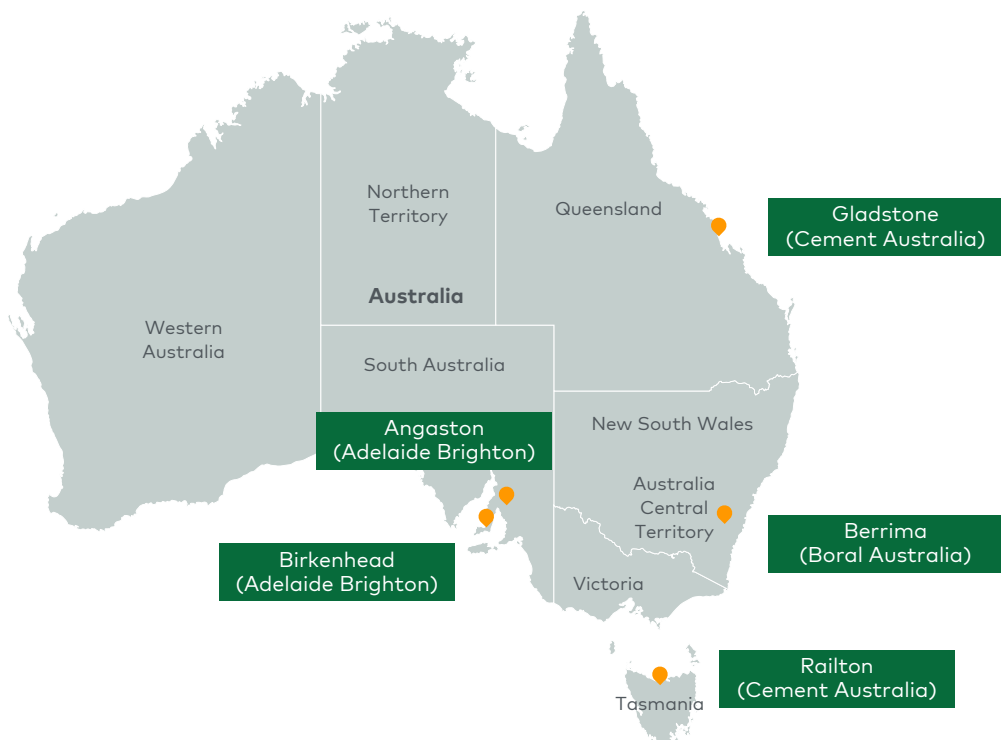 Northern
Territory
Queensland
Gladstone
(Cement Australia)
Australia
Western
Australia
South Australia
Angaston
(Adelaide Brighton)
New South Wales
Australia
Central
Territory
Berrima
(Boral Australia)
Birkenhead
(Adelaide Brighton)
Victoria
Railton
(Cement Australia)
Tasmania